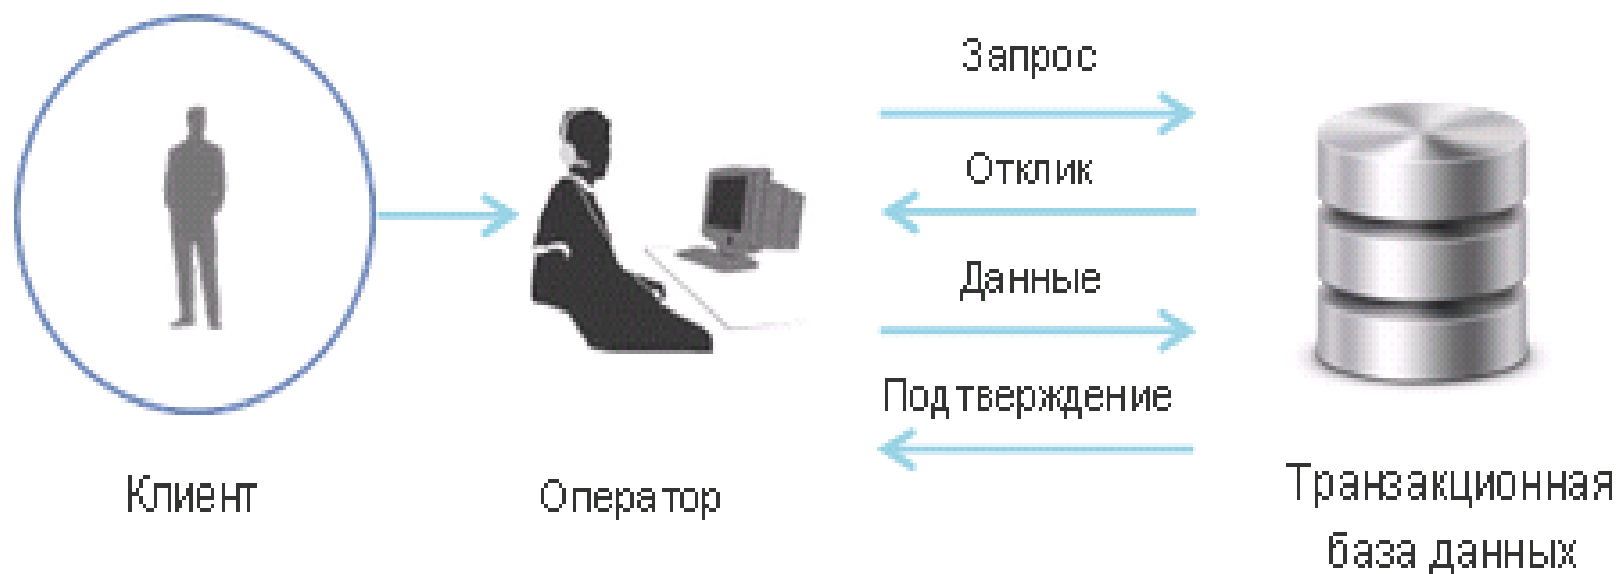 Запрос
Отклик
Данные
Подтверждение
Клиент
Оператор
Транзакционная
база данных